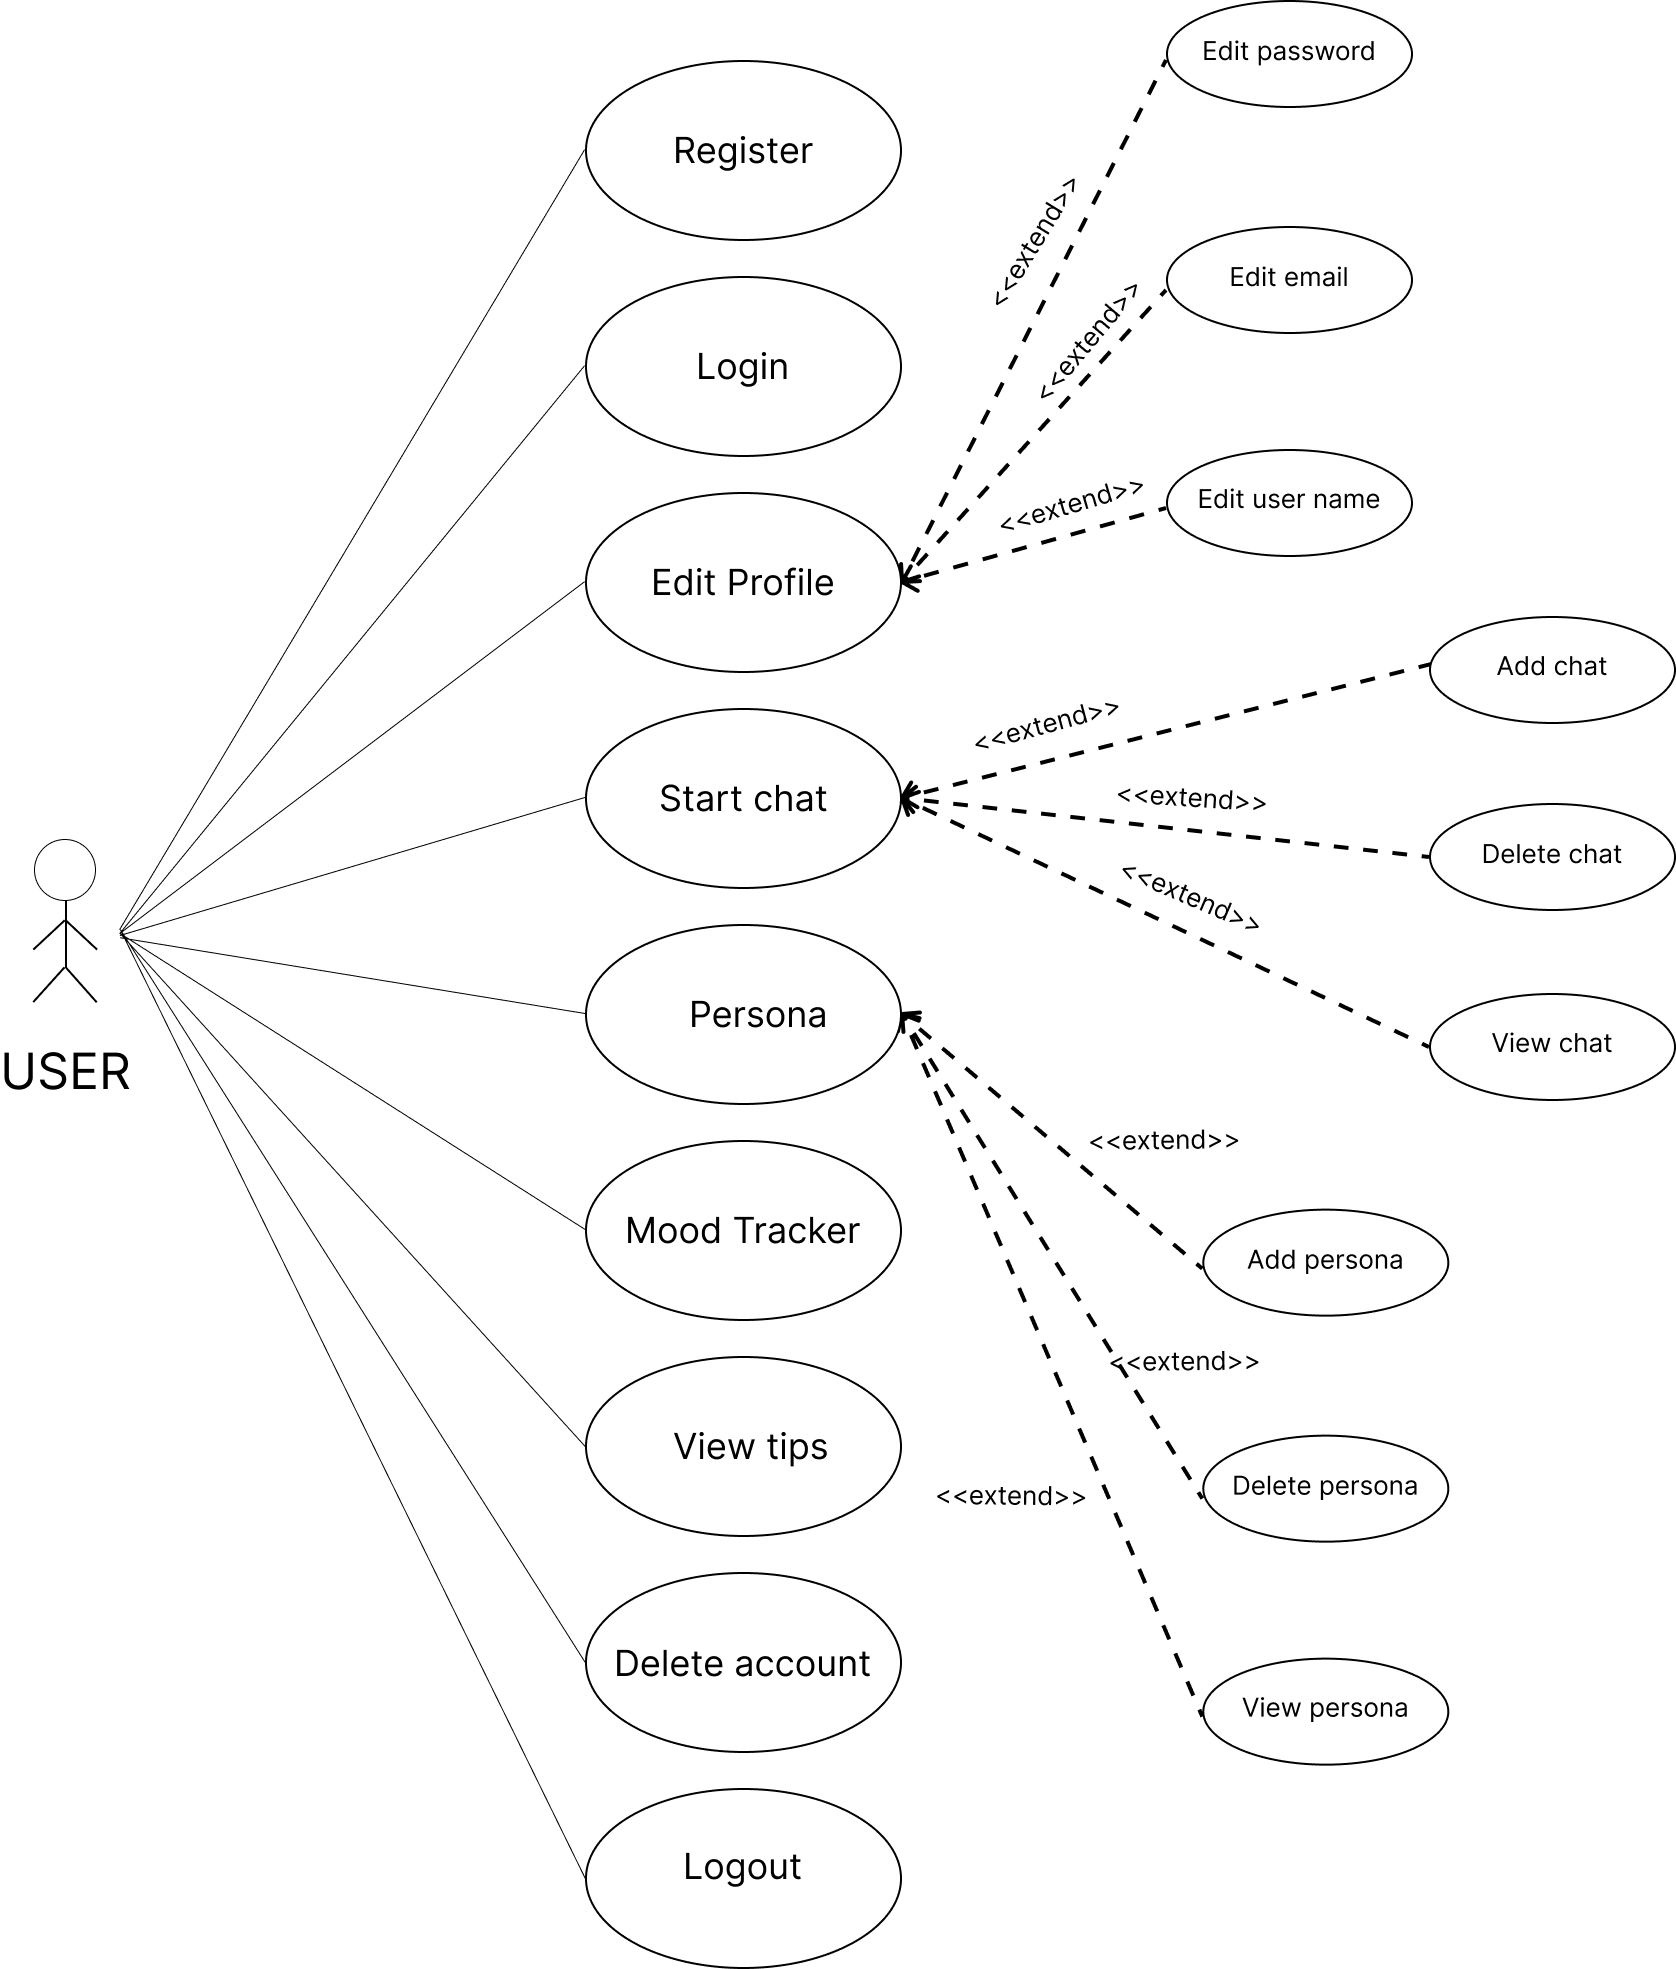 Edit password
Register
<<extend>>
Edit email
<<extend>>
Login
Edit user name
<<extend>>
Edit Profile
Add chat
<<extend>>
Start chat
<<extend>>
Delete chat
<<extend>>
Persona
View chat
USER
<<extend>>
Mood Tracker
Add persona
<<extend>>
View tips
Delete persona
<<extend>>
Delete account
View persona
Logout